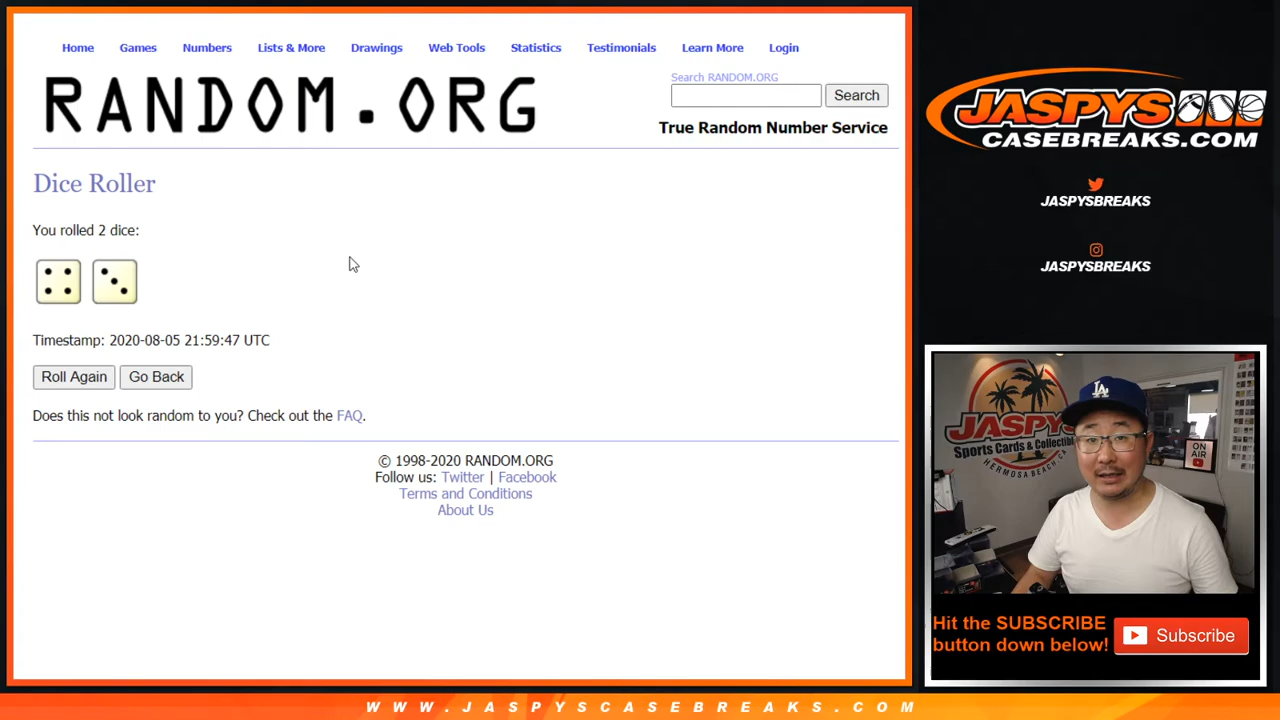 Home Games Numbers Lists & More Drawings Web Tools Statistics Testimonials Learn More Login
RANDOM.ORG
Search RANDOM.ORG
Search
True Random Number Service
Dice Roller
You rolled 2 dice:
Timestamp: 2020-08-05 21:59:47 UTC
Roll Again Go Back
Does this not look random to you? Check out the FAQ.
© 1998-2020 RANDOM.ORG
Follow us: Twitter | Facebook
Terms and Conditions
About Us
JASPYS
CASEBREAKS.COM
JASPYSBREAKS
JASPYSBREAKS
JASPYS
Sports Cards & Collectibl
HERMOSA BEACH, CA
ON
AIR
Hit the SUBSCRIBE
button down below!
Subscribe
WWW.JASPYSCASEBREAKS.COM